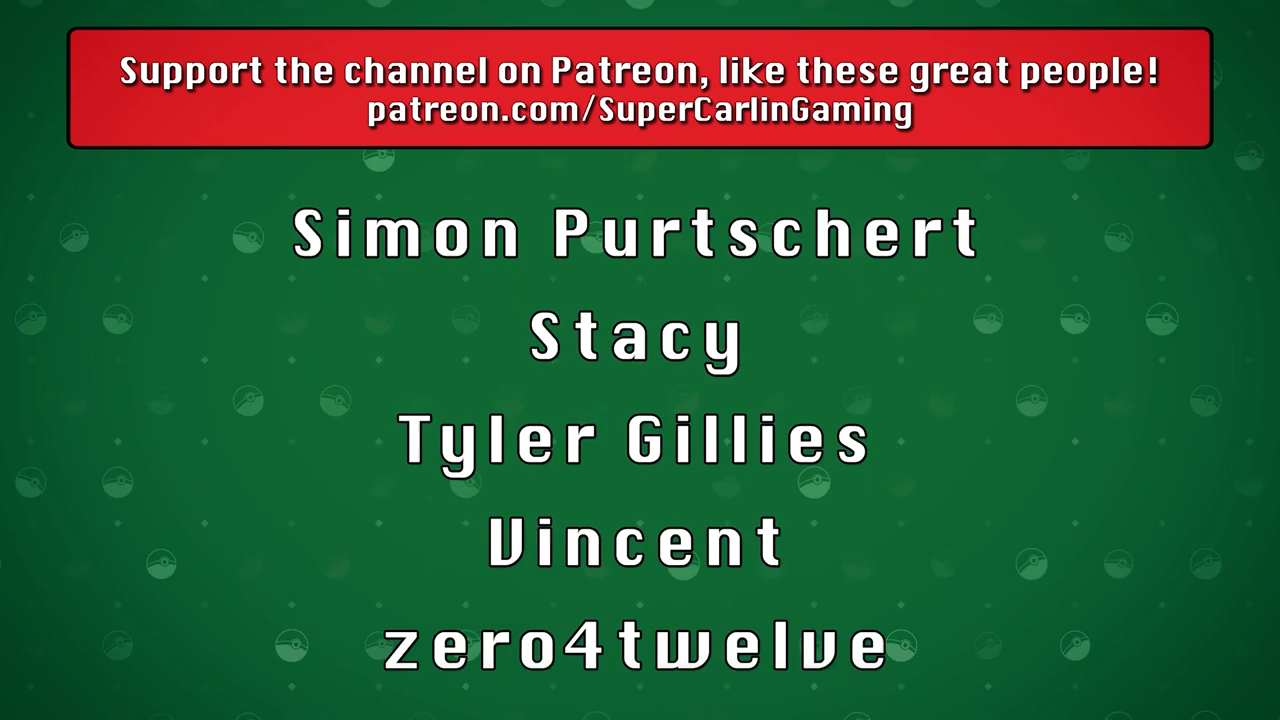 Support the channel on Patreon, like these great people!
patreon.com/SuperCarlinGaming
Simon Purtschert
Stacy
Tyler Gillies
Vincent
zero4twelve